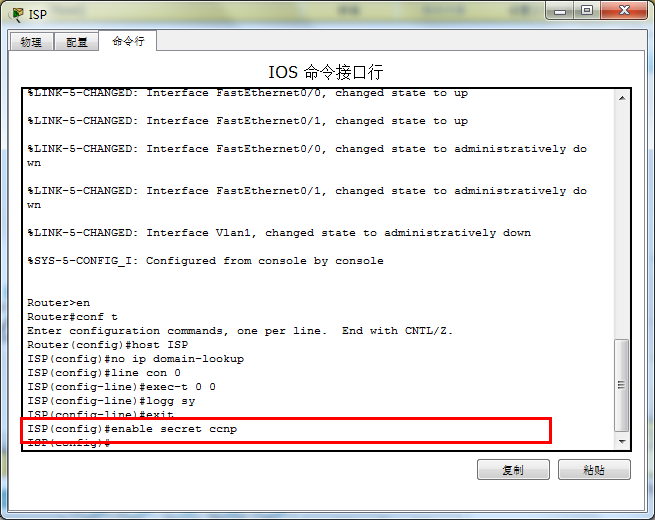 ISP
物理 配置 命令行
IOS 命令接口行
%LINK-5-CHANGED: Interface FastEthernet0/0, changed state to up
%LINK-5-CHANGED: Interface FastEthernet0/1, changed state to up
%LINK-5-CHANGED: Interface FastEthernet0/0, changed state to administratively do
wn
%LINK-5-CHANGED: Interface FastEthernet0/1, changed state to administratively do
wn
%LINK-5-CHANGED: Interface Vlan1, changed state to administratively down
%SYS-5-CONFIG_I: Configured from console by console
Router>en
Router#conf t
Enter configuration commands, one per line.  End with CNTL/Z.
Router(config)#host ISP
ISP(config)#no ip domain-lookup
ISP(config)#line con 0
ISP(config-line)#exec-t 0 0
ISP(config-line)#logg sy
ISP(config-line)#exit
ISP(config)#enable secret ccnp
ISP(config)#
复制 粘贴